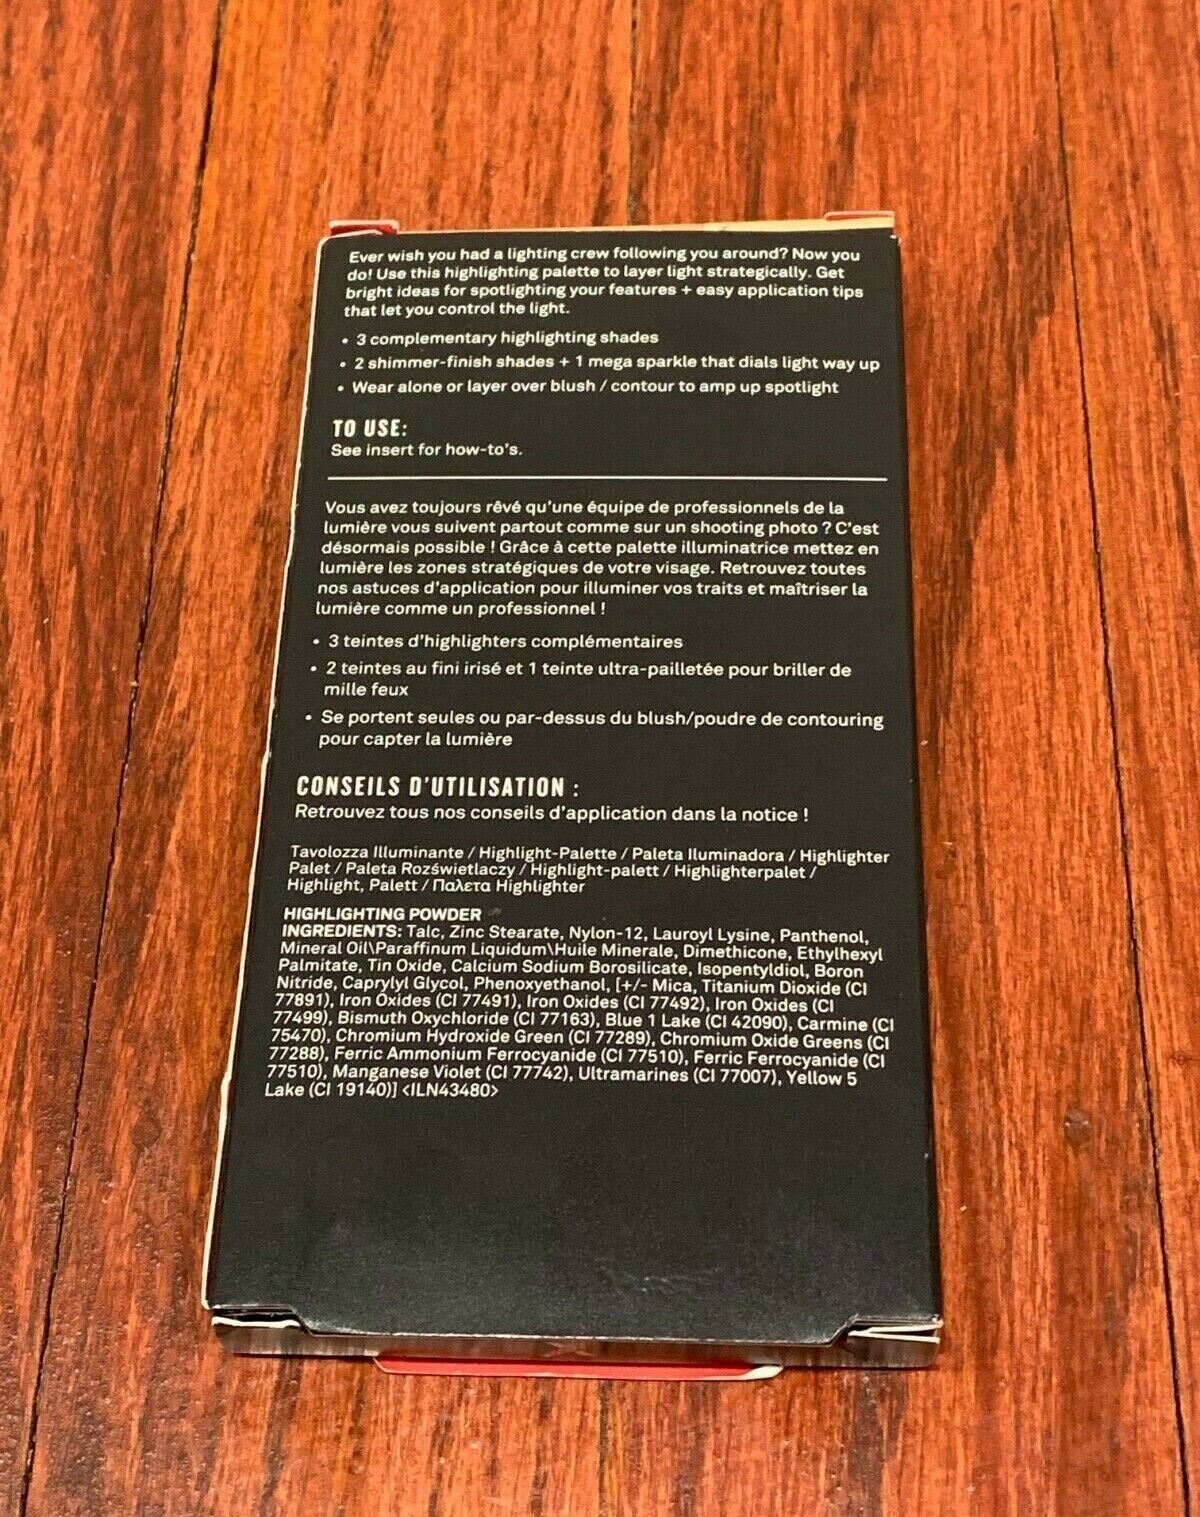 Ever wish you had a lighting crew following you around? Now you
do! Use this highlighting palette to layer light strategically. Get
bright ideas for spotlighting your features + easy application tips
that let you control the light.
• 3 complementary highlighting shades
• 2 shimmer-finish shades + 1 mega sparkle that dials light way up
• Wear alone or layer over blush / contour to amp up spotlight
TO USE:
See insert for how-to's.
Vous avez toujours rêvé qu'une équipe de professionnels de la
lumière vous suivent partout comme sur un shooting photo ? C'est
désormais possible ! Grâce à cette palette illuminatrice mettez en
lumière les zones stratégiques de votre visage. Retrouvez toutes
nos astuces d'application pour illuminer vos traits et maîtriser la
lumière comme un professionnel !
• 3 teintes d'highlighters complémentaires
• 2 teintes au fini irisé et 1 teinte ultra-pailletée pour briller de
mille feux
• Se portent seules ou par-dessus du blush/poudre de contouring
pour capter la lumière
CONSEILS D'UTILISATION :
Retrouvez tous nos conseils d'application dans la notice !
Tavolozza Illuminante / Highlight-Palette / Paleta Iluminadora / Highlighter
Palet / Paleta Rozświetlaczy / Highlight-palett / Highlighterpalet /
Highlight, Palett / Παλετα Highlighter
HIGHLIGHTING POWDER
INGREDIENTS: Talc, Zinc Stearate, Nylon-12, Lauroyl Lysine, Panthenol,
Mineral Oil\Paraffinum Liquidum\Huile Minerale, Dimethicone, Ethylhexyl
Palmitate, Tin Oxide, Calcium Sodium Borosilicate, Isopentyldiol, Boron
Nitride, Caprylyl Glycol, Phenoxyethanol, [+/- Mica, Titanium Dioxide (CI
77891), Iron Oxides (CI 77491), Iron Oxides (CI 77492), Iron Oxides (CI
77499), Bismuth Oxychloride (CI 77163), Blue 1 Lake (CI 42090), Carmine (CI
75470), Chromium Hydroxide Green (CI 77289), Chromium Oxide Greens (CI
77288), Ferric Ammonium Ferrocyanide (CI 77510), Ferric Ferrocyanide (CI
77510), Manganese Violet (CI 77742), Ultramarines (CI 77007), Yellow 5
Lake (CI 19140)] <ILN43480>